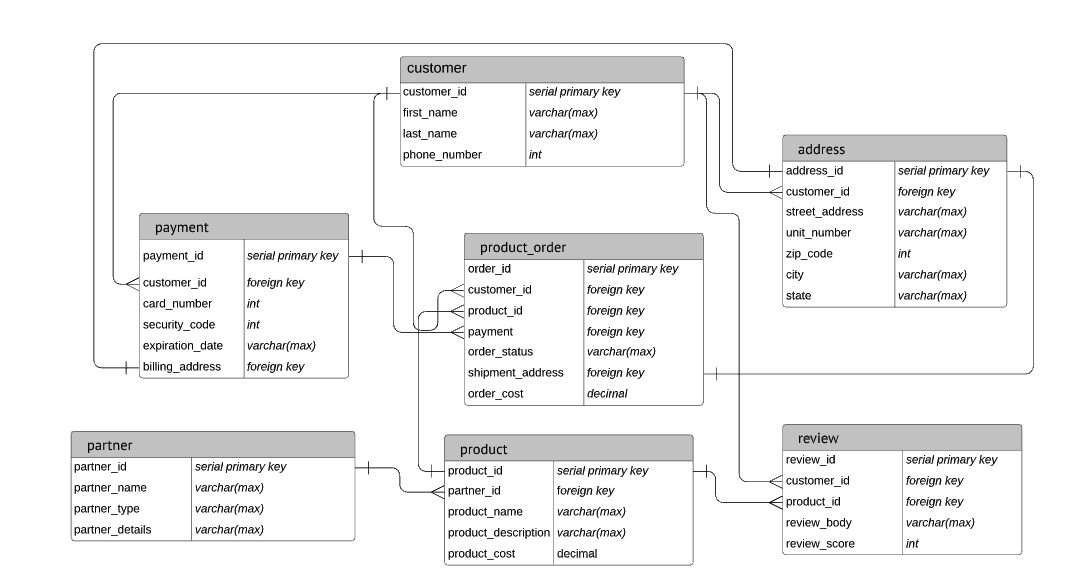 customer
customer_id serial primary key
first_name varchar(max)
last_name varchar(max)
phone_number int
address
address_id serial primary key
customer_id foreign key
street_address varchar(max)
unit_number varchar(max)
zip_code int
city varchar(max)
state varchar(max)
payment
payment_id serial primary key
customer_id foreign key
card_number int
security_code int
expiration_date varchar(max)
billing_address foreign key
product_order
order_id serial primary key
customer_id foreign key
product_id foreign key
payment foreign key
order_status varchar(max)
shipment_address foreign key
order_cost decimal
partner
partner_id serial primary key
partner_name varchar(max)
partner_type varchar(max)
partner_details varchar(max)
product
product_id serial primary key
partner_id foreign key
product_name varchar(max)
product_description varchar(max)
product_cost decimal
review
review_id serial primary key
customer_id foreign key
product_id foreign key
review_body varchar(max)
review_score int